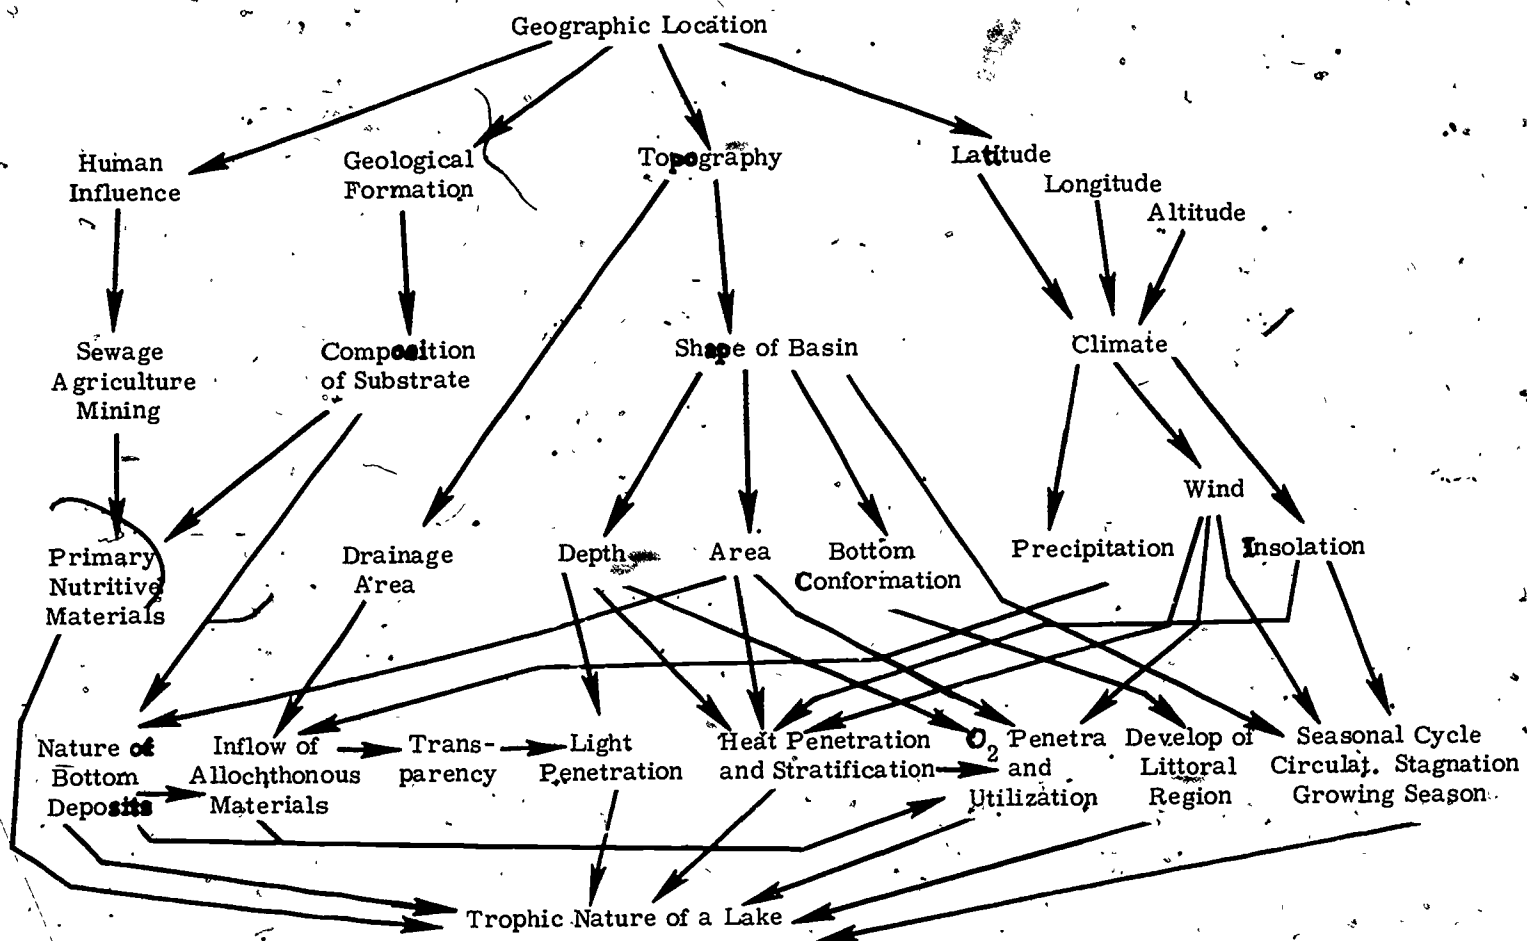 Geographic Location
Human
Influence
Geological
Formation
Topography
Latitude
Longitude
Altitude
Sewage
Agriculture
Mining
Composition
of Substrate
Shape of Basin
Climate
Wind
Primary
Nutritive
Materials
Drainage
Area
Depth
Area
Bottom
Conformation
Precipitation
Insolation
Nature of
Bottom
Deposits
Inflow of
Allochthonous
Materials
Trans-
parency
Light
Penetration
Heat Penetration
and Stratification
O2 Penetra
and
Utilization
Develop of
Littoral
Region
Seasonal Cycle
Circulat. Stagnation
Growing Season
Trophic Nature of a Lake